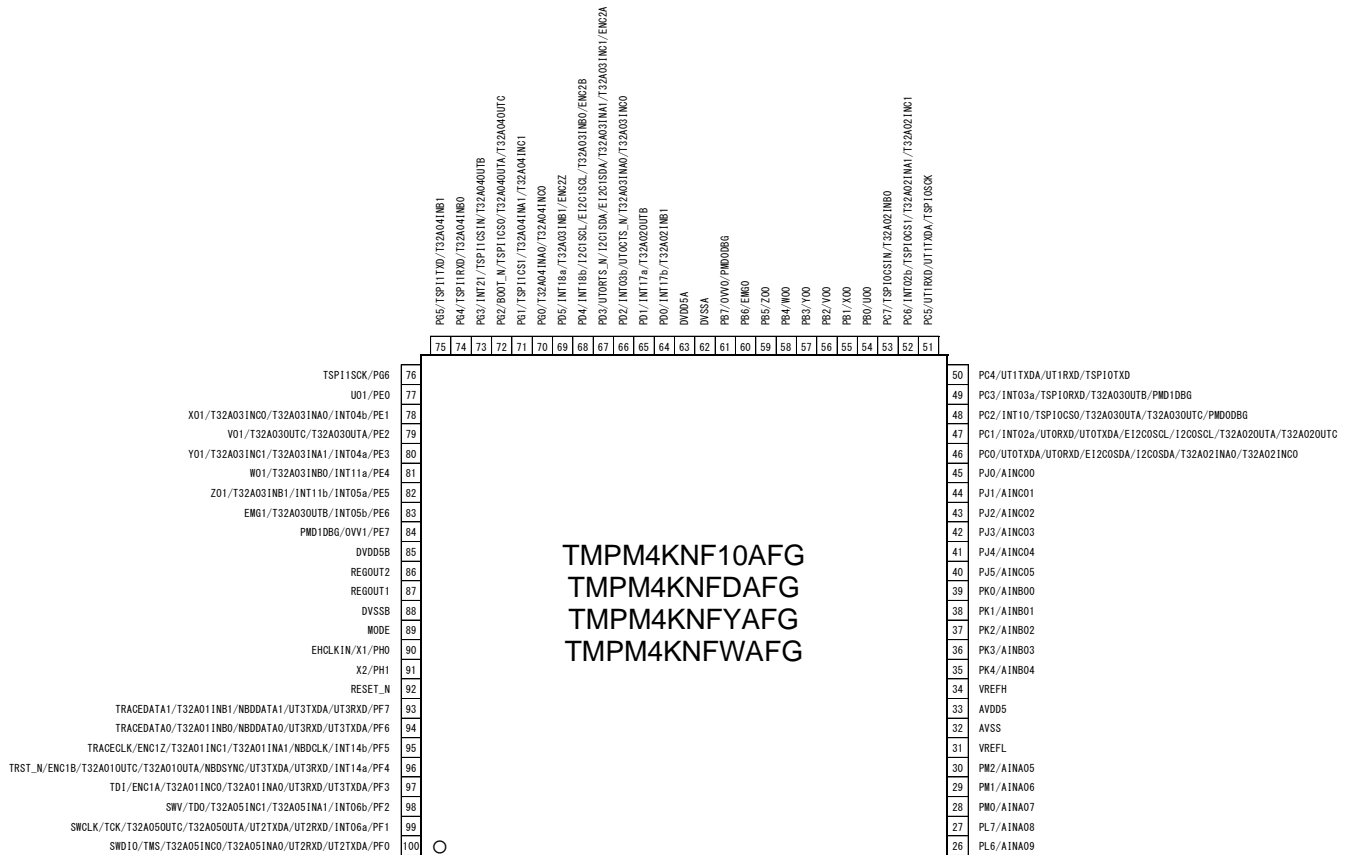 PG5/TSPI1TXD/T32A04INB1
PG4/TSPI1RXD/T32A04INB0
PG3/INT21/TSPI1CSIN/T32A04OUTB
PG2/BOOT_N/TSPI1CS0/T32A04OUTA/T32A04OUTC
PG1/TSPI1CS1/T32A04INA1/T32A04INC1
PG0/T32A04INA0/T32A04INC0
PD5/INT18a/T32A03INB1/ENC2Z
PD4/INT18b/I2C1SCL/EI2C1SCL/T32A03INB0/ENC2B
PD3/UT0RTS_N/I2C1SDA/EI2C1SDA/T32A03INA1/T32A03INC1/ENC2A
PD2/INT03b/UT0CTS_N/T32A03INA0/T32A03INC0
PD1/INT17a/T32A02OUTB
PD0/INT17b/T32A02INB1
DVDD5A
DVSSA
PB7/OVV0/PMD0DBG
PB6/EMG0
PB5/ZO0
PB4/WO0
PB3/YO0
PB2/VO0
PB1/XO0
PB0/UO0
PC7/TSPI0CSIN/T32A02INB0
PC6/INT02b/TSPI0CS1/T32A02INA1/T32A02INC1
PC5/UT1RXD/UT1TXDA/TSPI0SCK
75 74 73 72 71 70 69 68 67 66 65 64 63 62 61 60 59 58 57 56 55 54 53 52 51
TSPI1SCK/PG6 76
UO1/PE0 77
XO1/T32A03INC0/T32A03INA0/INT04b/PE1 78
VO1/T32A03OUTC/T32A03OUTA/PE2 79
YO1/T32A03INC1/T32A03INA1/INT04a/PE3 80
WO1/T32A03INB0/INT11a/PE4 81
ZO1/T32A03INB1/INT11b/INT05a/PE5 82
EMG1/T32A03OUTB/INT05b/PE6 83
PMD1DBG/OVV1/PE7 84
DVDD5B 85
REGOUT2 86
REGOUT1 87
DVSSB 88
MODE 89
EHCLKIN/X1/PH0 90
X2/PH1 91
RESET_N 92
TRACEDATA1/T32A01INB1/NBDDATA1/UT3TXDA/UT3RXD/PF7 93
TRACEDATA0/T32A01INB0/NBDDATA0/UT3RXD/UT3TXDA/PF6 94
TRACECLK/ENC1Z/T32A01INC1/T32A01INA1/NBDCLK/INT14b/PF5 95
TRST_N/ENC1B/T32A01OUTC/T32A01OUTA/NBDSYNC/UT3TXDA/UT3RXD/INT14a/PF4 96
TDI/ENC1A/T32A01INC0/T32A01INA0/UT3RXD/UT3TXDA/PF3 97
SWV/TDO/T32A05INC1/T32A05INA1/INT06b/PF2 98
SWCLK/TCK/T32A05OUTC/T32A05OUTA/UT2TXDA/UT2RXD/INT06a/PF1 99
SWDIO/TMS/T32A05INC0/T32A05INA0/UT2RXD/UT2TXDA/PF0 100
TMPM4KNF10AFG
TMPM4KNFDAFG
TMPM4KNFYAFG
TMPM4KNFWAFG
50 PC4/UT1TXDA/UT1RXD/TSPI0TXD
49 PC3/INT03a/TSPI0RXD/T32A03OUTB/PMD1DBG
48 PC2/INT10/TSPI0CS0/T32A03OUTA/T32A03OUTC/PMD0DBG
47 PC1/INT02a/UT0RXD/UT0TXDA/EI2C0SCL/I2C0SCL/T32A02OUTA/T32A02OUTC
46 PC0/UT0TXDA/UT0RXD/EI2C0SDA/I2C0SDA/T32A02INA0/T32A02INC0
45 PJ0/AINC00
44 PJ1/AINC01
43 PJ2/AINC02
42 PJ3/AINC03
41 PJ4/AINC04
40 PJ5/AINC05
39 PK0/AINB00
38 PK1/AINB01
37 PK2/AINB02
36 PK3/AINB03
35 PK4/AINB04
34 VREFH
33 AVDD5
32 AVSS
31 VREFL
30 PM2/AINA05
29 PM1/AINA06
28 PM0/AINA07
27 PL7/AINA08
26 PL6/AINA09